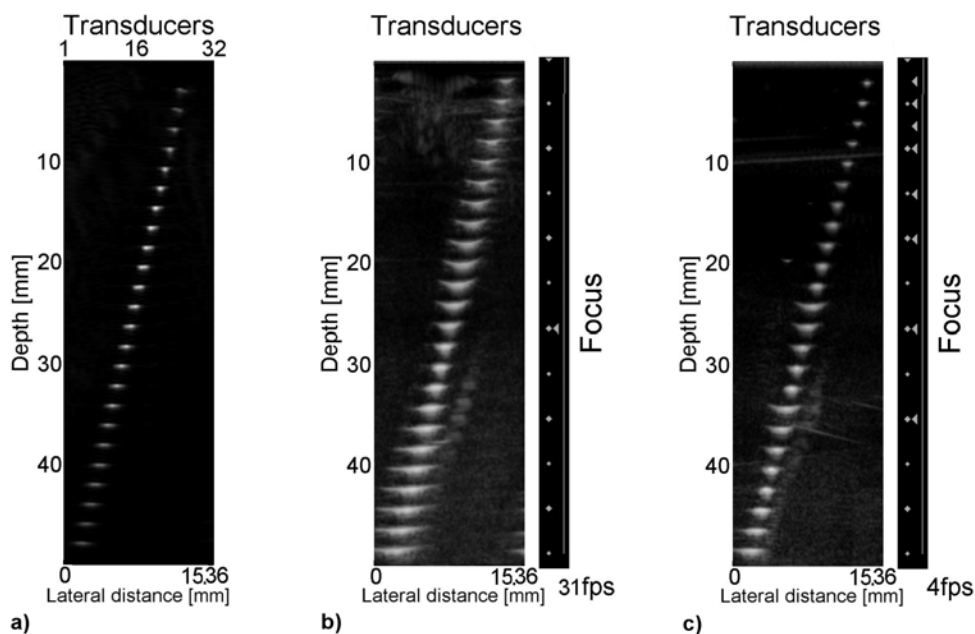 Transducers
1 16 32
10
20
30
40
Depth [mm]
0 15,36
Lateral distance [mm]
a)
Transducers
10
20
30
40
Depth [mm]
Focus
0 15,36
31fps
Lateral distance [mm]
b)
Transducers
10
20
30
40
Depth [mm]
Focus
0 15,36
4fps
Lateral distance [mm]
c)